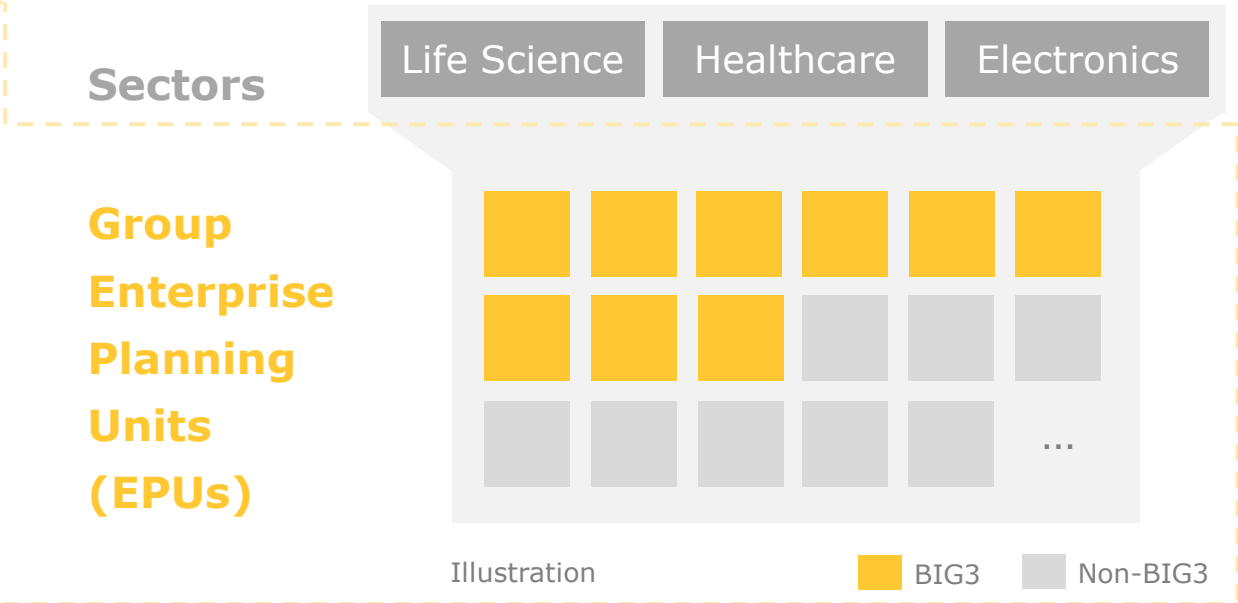 Sectors
Life Science
Healthcare
Electronics
Group
Enterprise
Planning
Units
(EPUs)
...
Illustration
BIG3
Non-BIG3